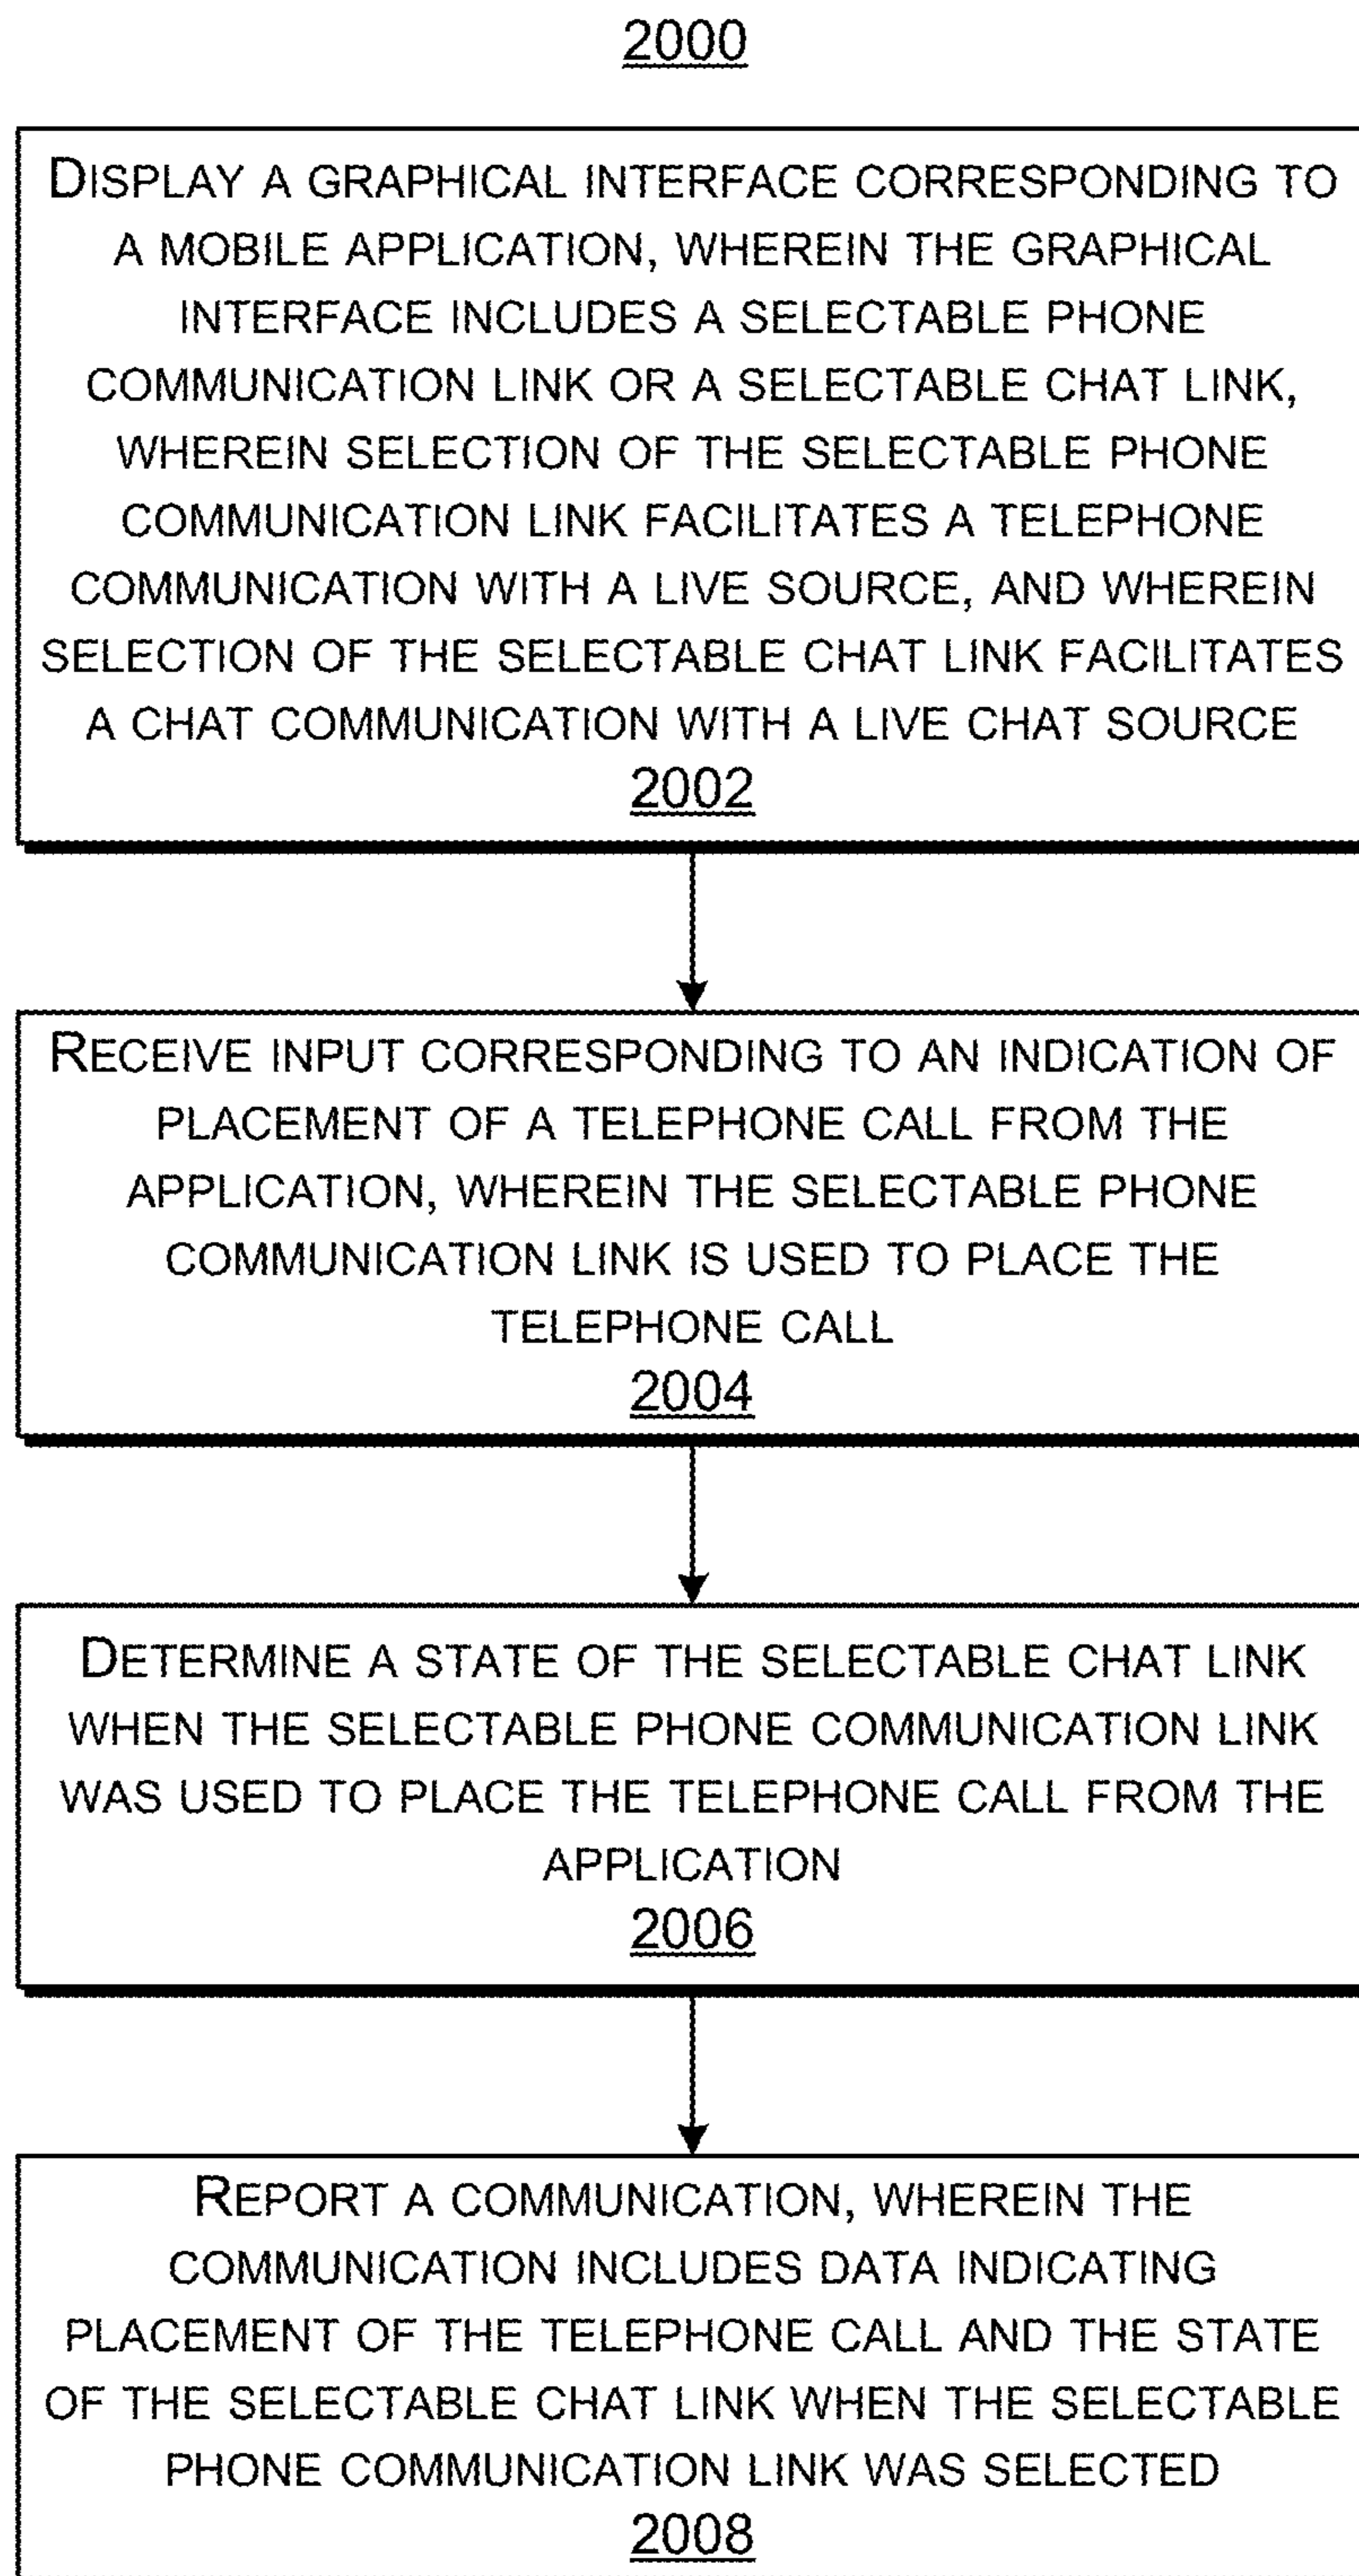 2000
DISPLAY A GRAPHICAL INTERFACE CORRESPONDING TO
A MOBILE APPLICATION, WHEREIN THE GRAPHICAL
INTERFACE INCLUDES A SELECTABLE PHONE
COMMUNICATION LINK OR A SELECTABLE CHAT LINK,
WHEREIN SELECTION OF THE SELECTABLE PHONE
COMMUNICATION LINK FACILITATES A TELEPHONE
COMMUNICATION WITH A LIVE SOURCE, AND WHEREIN
SELECTION OF THE SELECTABLE CHAT LINK FACILITATES
A CHAT COMMUNICATION WITH A LIVE CHAT SOURCE
2002
RECEIVE INPUT CORRESPONDING TO AN INDICATION OF
PLACEMENT OF A TELEPHONE CALL FROM THE
APPLICATION, WHEREIN THE SELECTABLE PHONE
COMMUNICATION LINK IS USED TO PLACE THE
TELEPHONE CALL
2004
DETERMINE A STATE OF THE SELECTABLE CHAT LINK
WHEN THE SELECTABLE PHONE COMMUNICATION LINK
WAS USED TO PLACE THE TELEPHONE CALL FROM THE
APPLICATION
2006
REPORT A COMMUNICATION, WHEREIN THE
COMMUNICATION INCLUDES DATA INDICATING
PLACEMENT OF THE TELEPHONE CALL AND THE STATE
OF THE SELECTABLE CHAT LINK WHEN THE SELECTABLE
PHONE COMMUNICATION LINK WAS SELECTED
2008